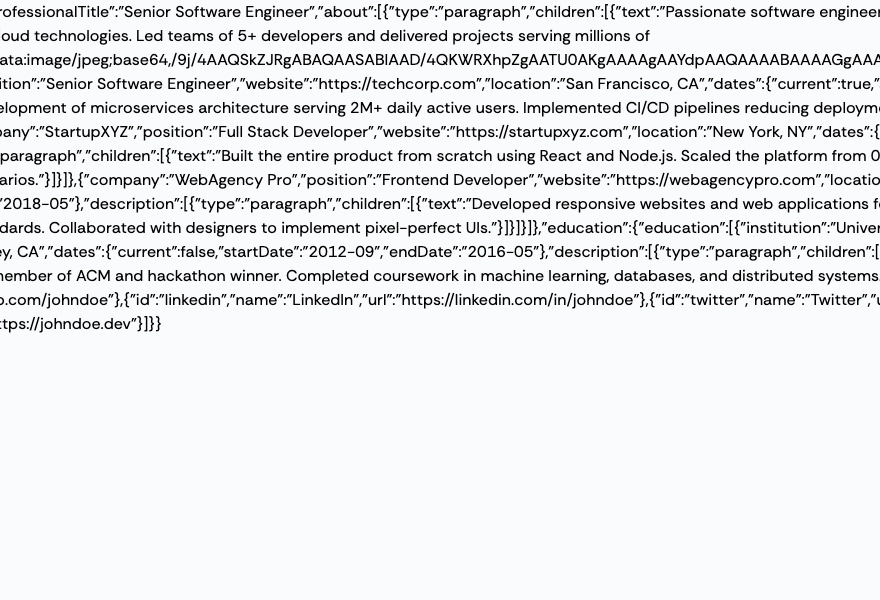 rofessionalTitle":"Senior Software Engineer","about":[{"type":"paragraph","children":[{"text":"Passionate software engineer
oud technologies. Led teams of 5+ developers and delivered projects serving millions of
ata:image/jpeg;base64,/9j/4AAQSkZJRgABAQAASABIAAD/4QKWRXhpZgAATU0AKgAAAAgAAYdpAAQAAAABAAAAGgAAA
ition":"Senior Software Engineer","website":"https://techcorp.com","location":"San Francisco, CA","dates":{"current":true,"
elopment of microservices architecture serving 2M+ daily active users. Implemented CI/CD pipelines reducing deployme
pany":"StartupXYZ","position":"Full Stack Developer","website":"https://startupxyz.com","location":"New York, NY","dates":{
paragraph","children":[{"text":"Built the entire product from scratch using React and Node.js. Scaled the platform from 0
arios."}]}]},{"company":"WebAgency Pro","position":"Frontend Developer","website":"https://webagencypro.com","locatio
"2018-05"},"description":[{"type":"paragraph","children":[{"text":"Developed responsive websites and web applications fo
dards. Collaborated with designers to implement pixel-perfect UIs."}]}]}]},"education":{"education":[{"institution":"Univer
ey, CA","dates":{"current":false,"startDate":"2012-09","endDate":"2016-05"},"description":[{"type":"paragraph","children":[
member of ACM and hackathon winner. Completed coursework in machine learning, databases, and distributed systems.
b.com/johndoe"},{"id":"linkedin","name":"LinkedIn","url":"https://linkedin.com/in/johndoe"},{"id":"twitter","name":"Twitter","u
ttps://johndoe.dev"}]}}